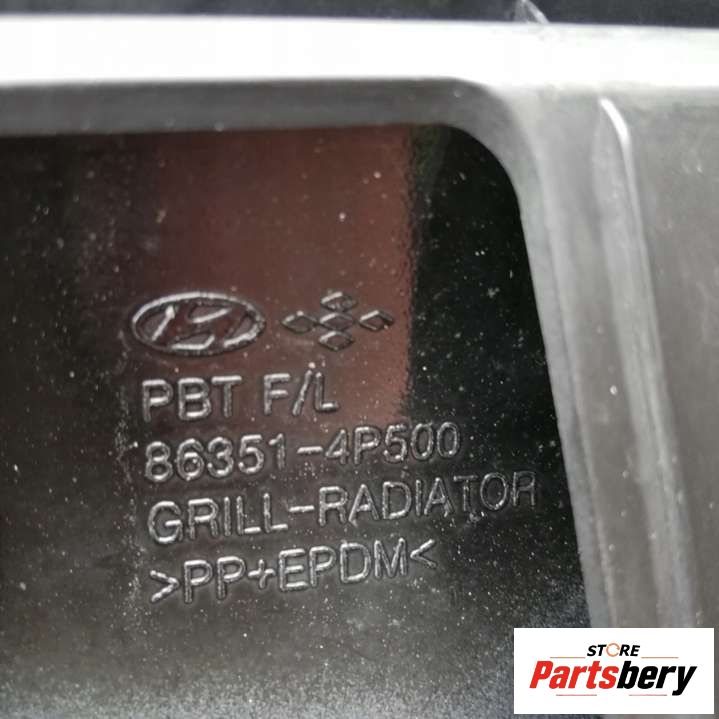 PBT F/L
86351-4P500
GRILL-RADIATOR
>PP+EPDM<
STORE
Partsbery